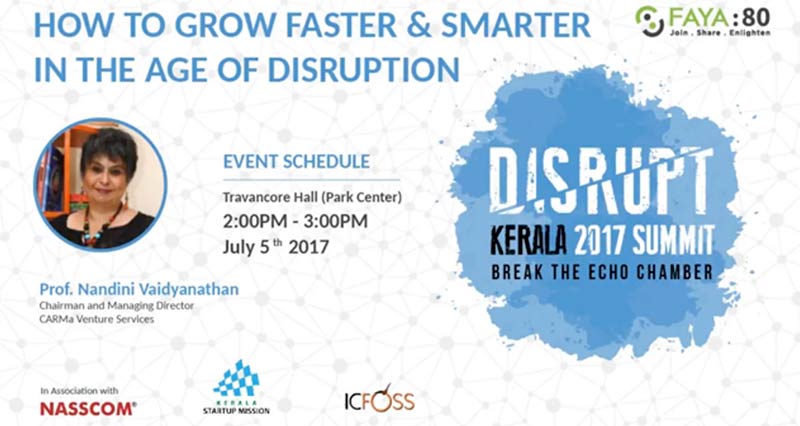 HOW TO GROW FASTER & SMARTER
IN THE AGE OF DISRUPTION
FAYA:80
Join . Share . Enlighten
EVENT SCHEDULE
Travancore Hall (Park Center)
2:00PM - 3:00PM
July 5th 2017
DISRUPT
KERALA 2017 SUMMIT
BREAK THE ECHO CHAMBER
Prof. Nandini Vaidyanathan
Chairman and Managing Director
CARMa Venture Services
In Association with
NASSCOM®
KERALA
STARTUP MISSION
ICFOSS